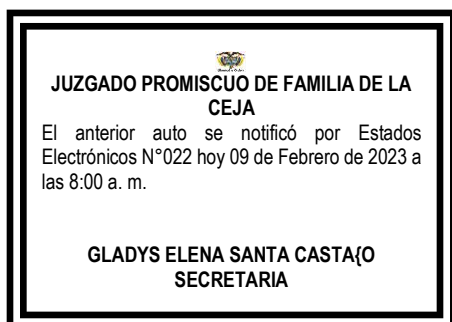 JUZGADO PROMISCUO DE FAMILIA DE LA
CEJA
El anterior auto se notificó por Estados
Electrónicos N°022 hoy 09 de Febrero de 2023 a
las 8:00 a. m.
GLADYS ELENA SANTA CASTA{O
SECRETARIA